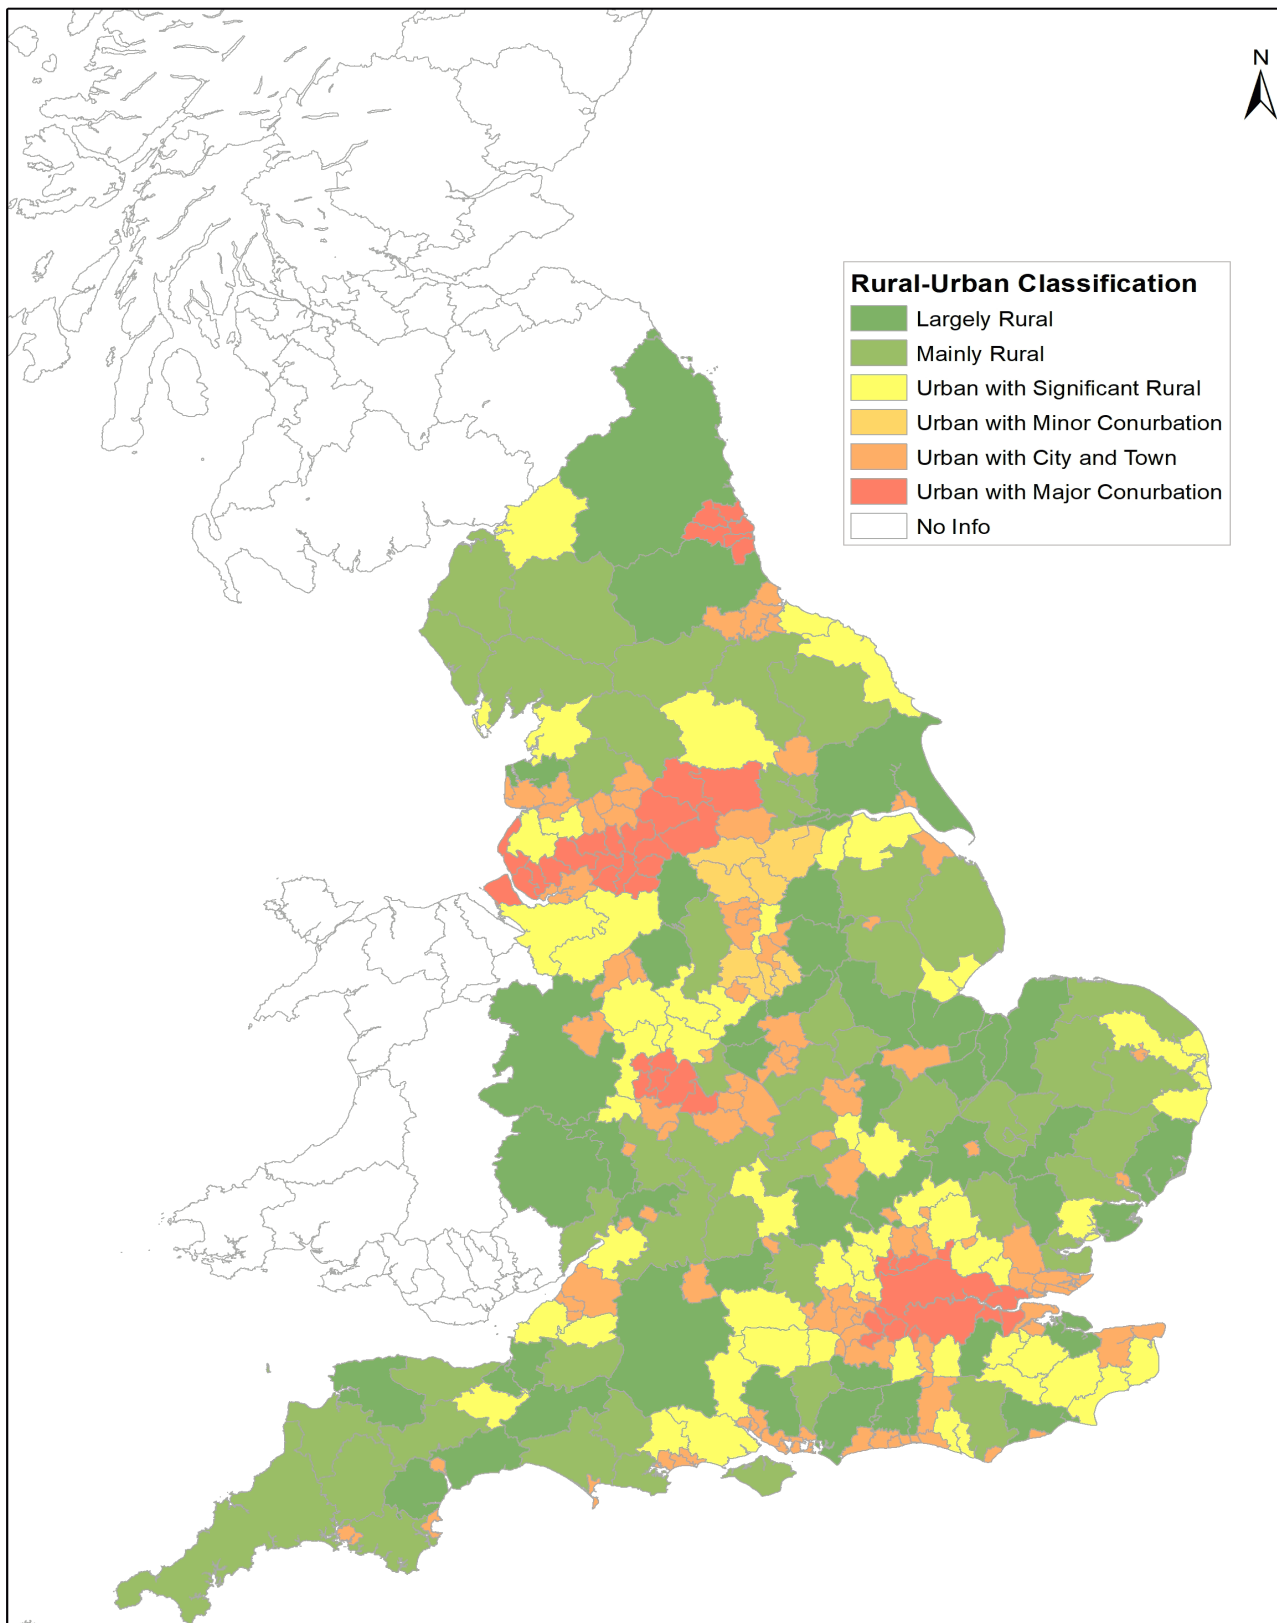 N
Rural-Urban Classification
Largely Rural
Mainly Rural
Urban with Significant Rural
Urban with Minor Conurbation
Urban with City and Town
Urban with Major Conurbation
No Info